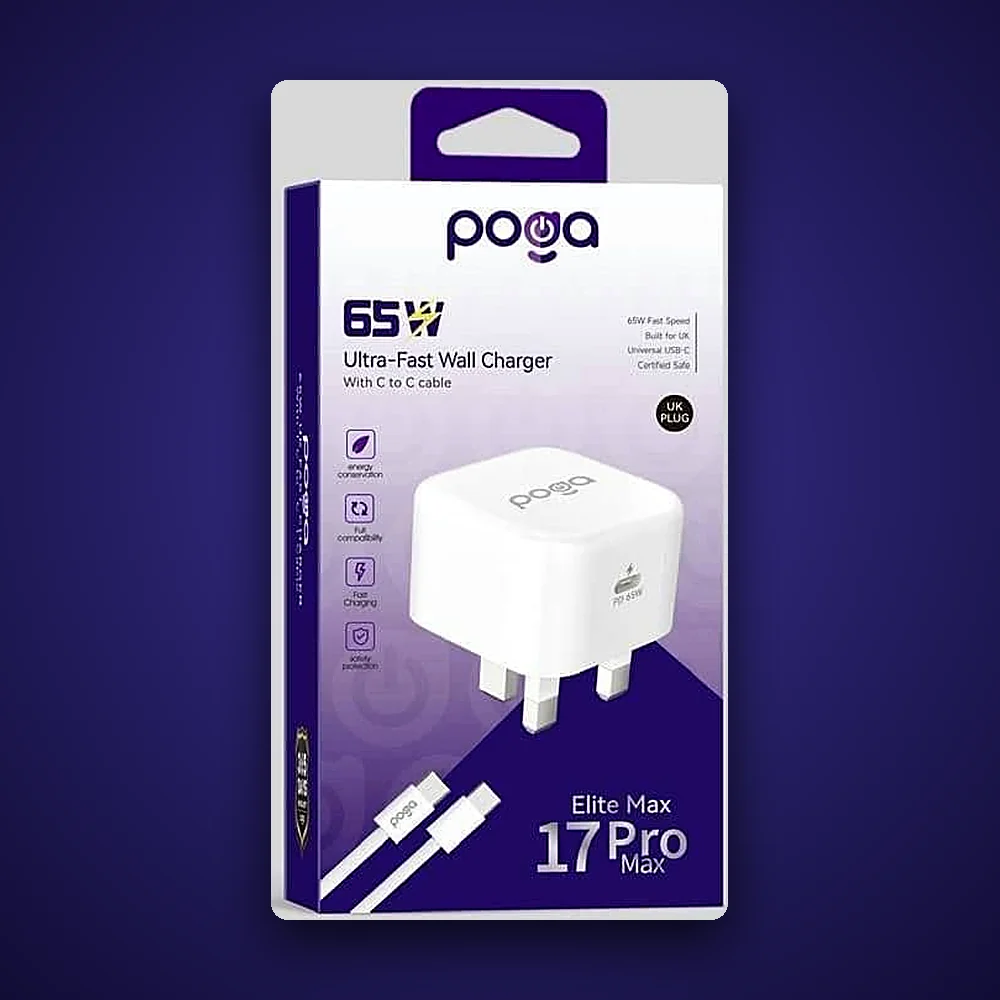 poga
65W
Ultra-Fast Wall Charger
With C to C cable
65W Fast Speed
Built for UK
Universal USB-C
Certified Safe
UK
PLUG
energy
conservation
Full
compatibility
Fast
Charging
safety
protection
poga
PD 65W
poga
poga
Elite Max
17 Pro
Max